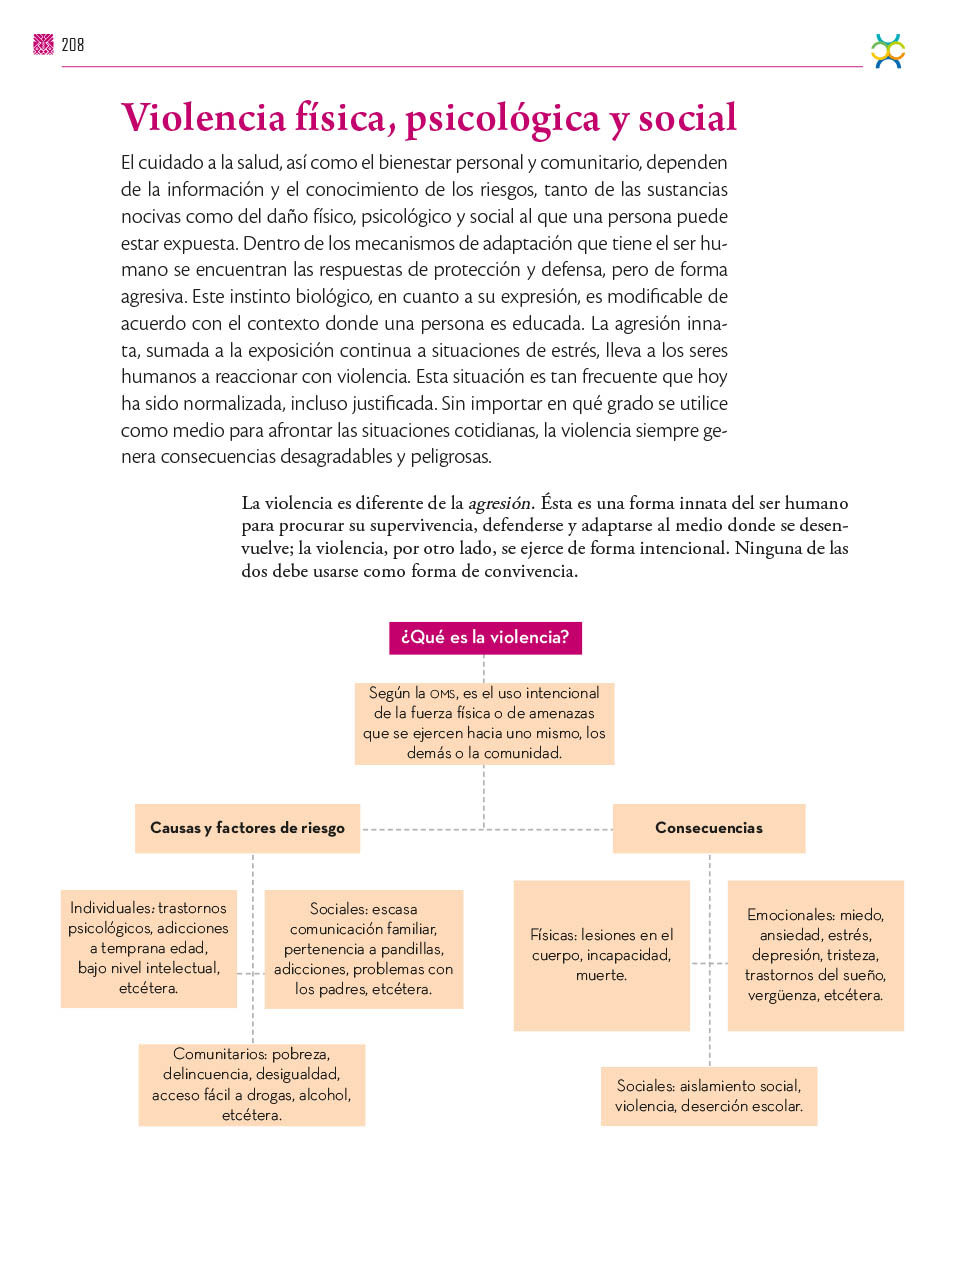 208
Violencia física, psicológica y social
El cuidado a la salud, así como el bienestar personal y comunitario, dependen
de la información y el conocimiento de los riesgos, tanto de las sustancias
nocivas como del daño físico, psicológico y social al que una persona puede
estar expuesta. Dentro de los mecanismos de adaptación que tiene el ser hu-
mano se encuentran las respuestas de protección y defensa, pero de forma
agresiva. Este instinto biológico, en cuanto a su expresión, es modificable de
acuerdo con el contexto donde una persona es educada. La agresión inna-
ta, sumada a la exposición continua a situaciones de estrés, lleva a los seres
humanos a reaccionar con violencia. Esta situación es tan frecuente que hoy
ha sido normalizada, incluso justificada. Sin importar en qué grado se utilice
como medio para afrontar las situaciones cotidianas, la violencia siempre ge-
nera consecuencias desagradables y peligrosas.
La violencia es diferente de la agresión. Ésta es una forma innata del ser humano
para procurar su supervivencia, defenderse y adaptarse al medio donde se desen-
vuelve; la violencia, por otro lado, se ejerce de forma intencional. Ninguna de las
dos debe usarse como forma de convivencia.
¿Qué es la violencia?
Según la OMS, es el uso intencional
de la fuerza física o de amenazas
que se ejercen hacia uno mismo, los
demás o la comunidad.
Causas y factores de riesgo
Individuales: trastornos
psicológicos, adicciones
a temprana edad,
bajo nivel intelectual,
etcétera.
Sociales: escasa
comunicación familiar,
pertenencia a pandillas,
adicciones, problemas con
los padres, etcétera.
Comunitarios: pobreza,
delincuencia, desigualdad,
acceso fácil a drogas, alcohol,
etcétera.
Consecuencias
Físicas: lesiones en el
cuerpo, incapacidad,
muerte.
Emocionales: miedo,
ansiedad, estrés,
depresión, tristeza,
trastornos del sueño,
vergüenza, etcétera.
Sociales: aislamiento social,
violencia, deserción escolar.